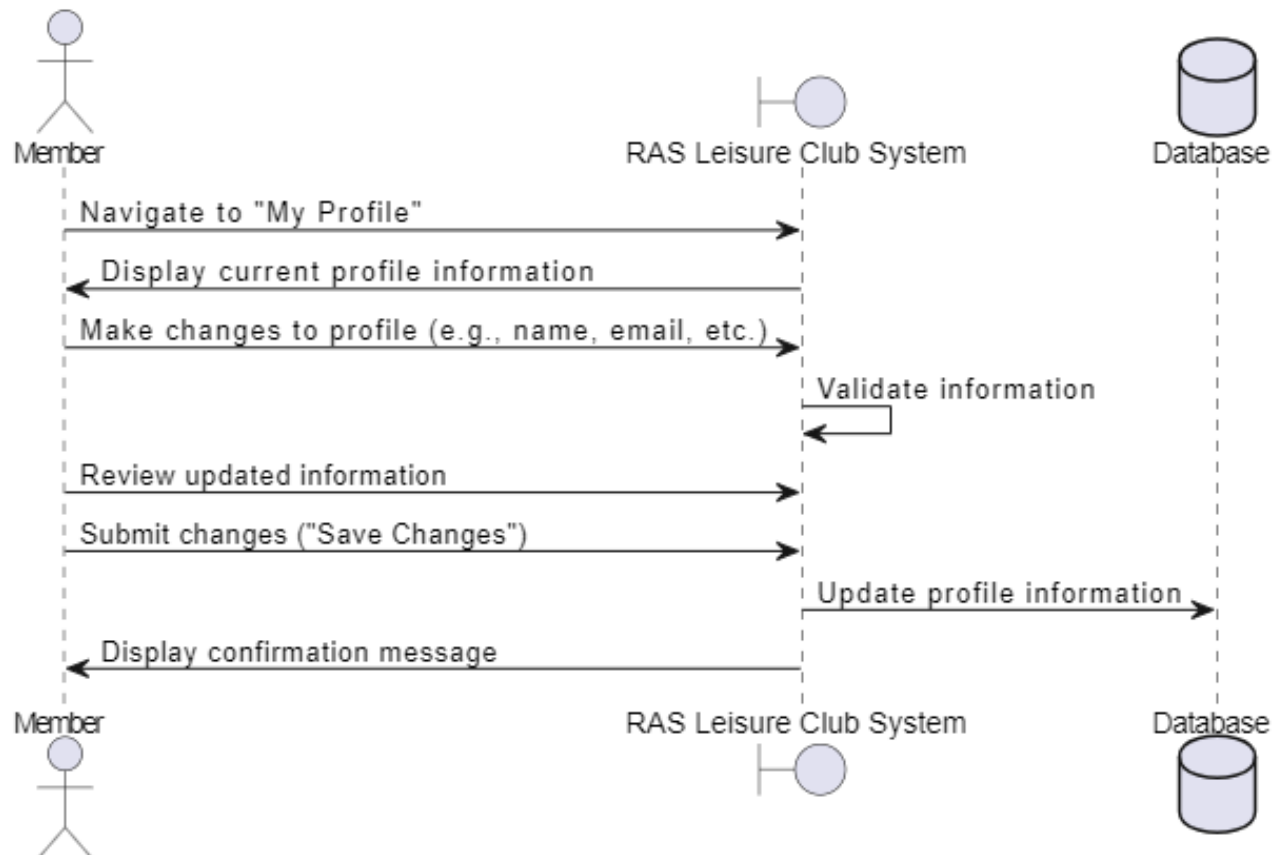 Member
RAS Leisure Club System
Database
Navigate to "My Profile"
Display current profile information
Make changes to profile (e.g., name, email, etc.)
Validate information
Review updated information
Submit changes ("Save Changes")
Update profile information
Display confirmation message
Member
RAS Leisure Club System
Database